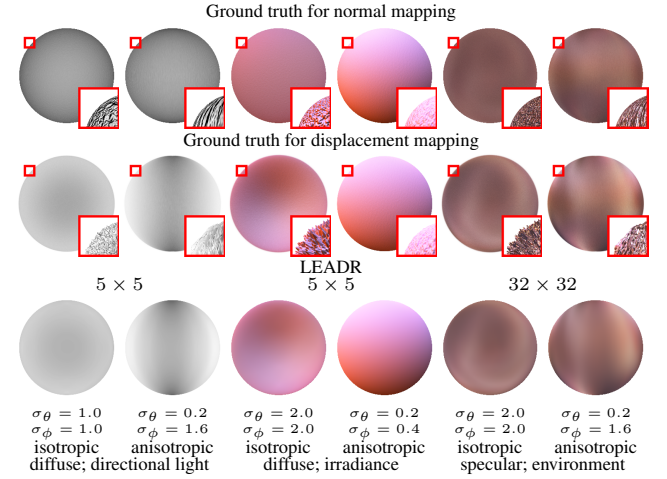 Ground truth for normal mapping
Ground truth for displacement mapping
LEADR
5 × 5 5 × 5 32 × 32
σθ = 1.0 σθ = 0.2 σθ = 2.0 σθ = 0.2 σθ = 2.0 σθ = 0.2
σϕ = 1.0 σϕ = 1.6 σϕ = 2.0 σϕ = 0.4 σϕ = 2.0 σϕ = 1.6
isotropic anisotropic isotropic anisotropic isotropic anisotropic
diffuse; directional light diffuse; irradiance specular; environment